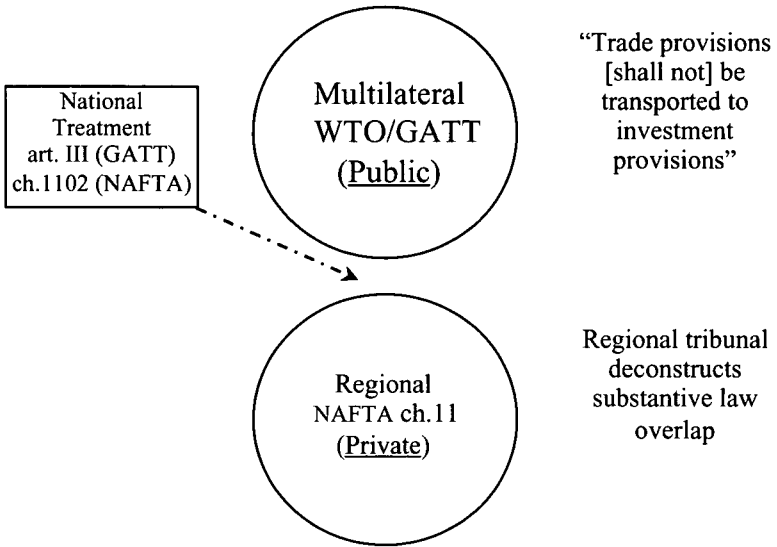 National
Treatment
art. III (GATT)
ch.1102 (NAFTA)
Multilateral
WTO/GATT
(Public)
“Trade provisions
[shall not] be
transported to
investment
provisions”
Regional
NAFTA ch.11
(Private)
Regional tribunal
deconstructs
substantive law
overlap